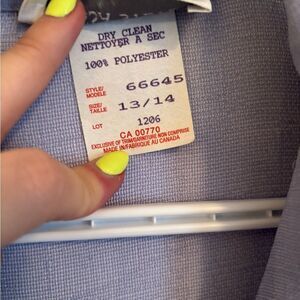 DRY CLEAN
NETTOYER A SEC
100% POLYESTER
STYLE/
MODELE 66645
SIZE/
TAILLE 13/14
LOT 1206
CA 00770
EXCLUSIVE OF TRIM/GARNITURE NON COMPRISE
MADE IN/FABRIQUE AU CANADA